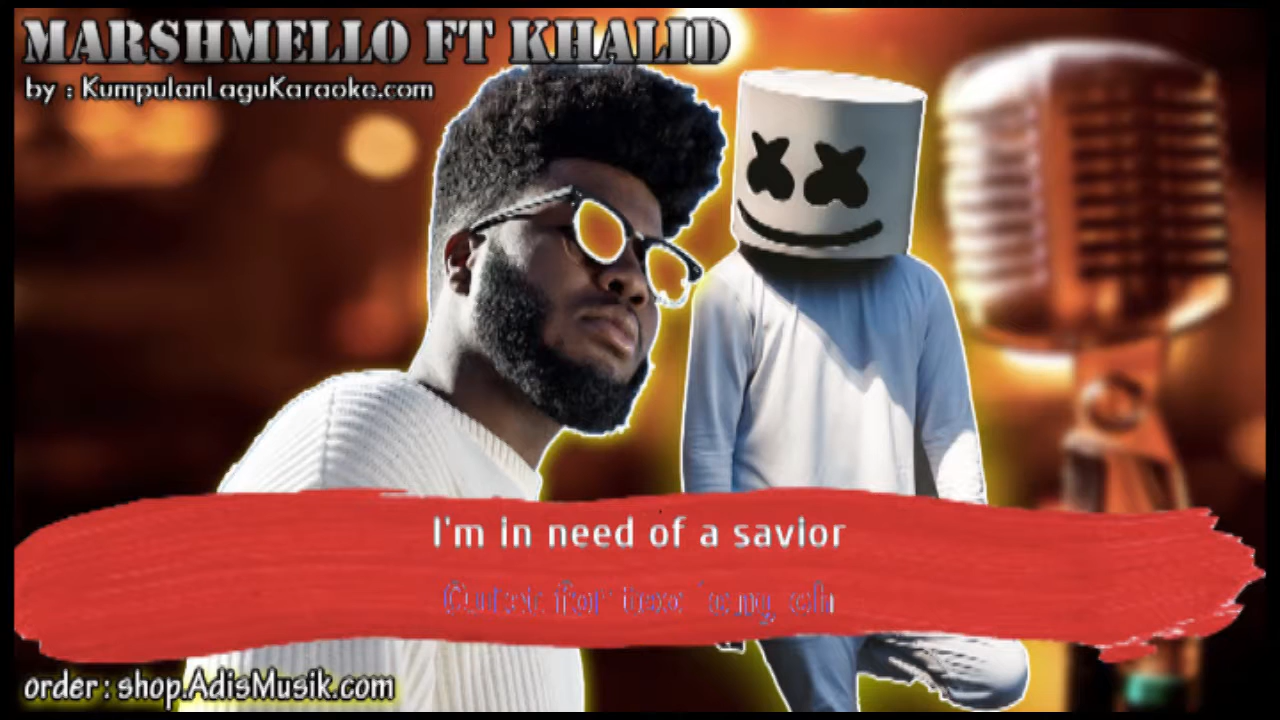 MARSHMELLO FT KHALID
by : KumpulanLaguKaraoke.com
I'm in need of a savior
order : shop.AdisMusik.com